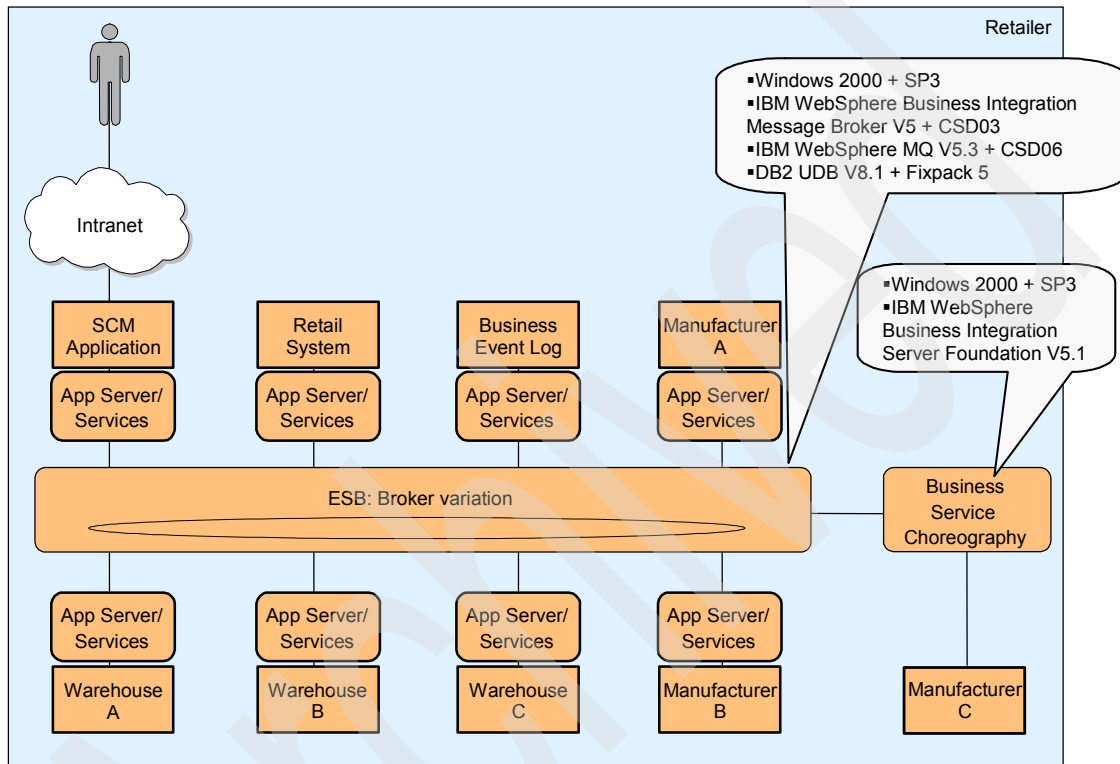 Retailer
▪Windows 2000 + SP3
▪IBM WebSphere Business Integration
Message Broker V5 + CSD03
▪IBM WebSphere MQ V5.3 + CSD06
▪DB2 UDB V8.1 + Fixpack 5
Intranet
▪Windows 2000 + SP3
▪IBM WebSphere
Business Integration
Server Foundation V5.1
SCM
Application
Retail
System
Business
Event Log
Manufacturer
A
App Server/
Services
App Server/
Services
App Server/
Services
App Server/
Services
ESB: Broker variation
Business
Service
Choreography
App Server/
Services
App Server/
Services
App Server/
Services
App Server/
Services
Warehouse
A
Warehouse
B
Warehouse
C
Manufacturer
B
Manufacturer
C